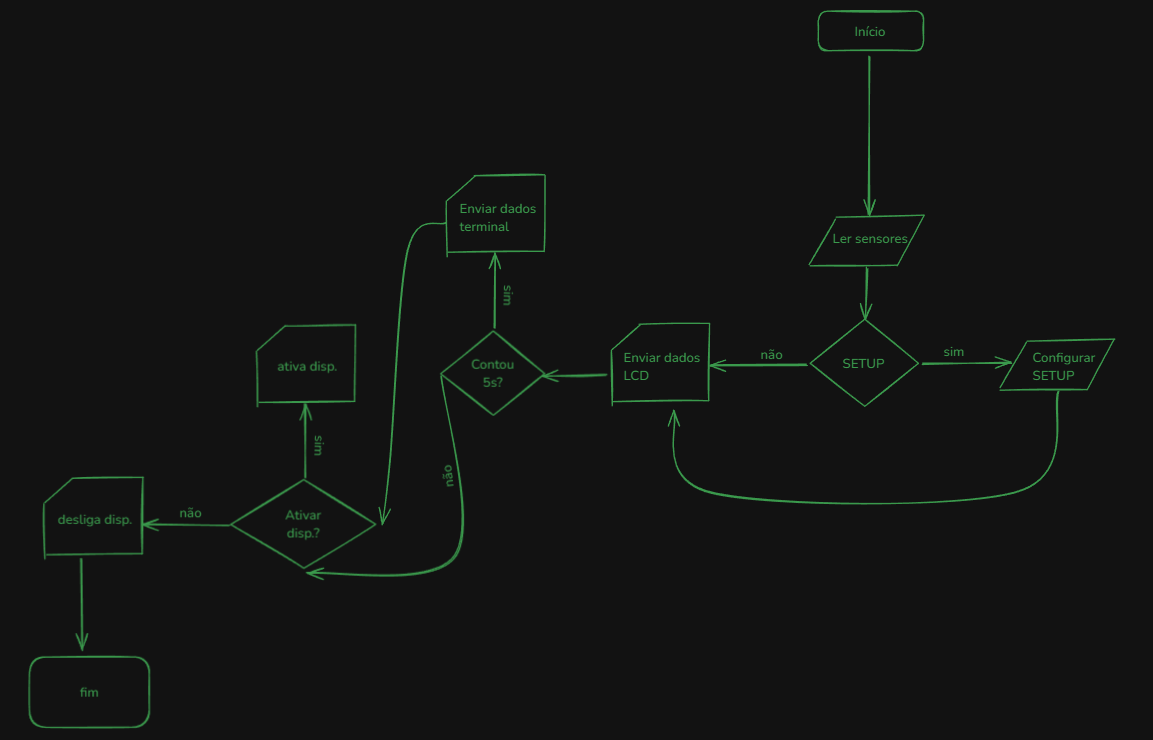 Início
Ler sensores
SETUP
sim
Configurar
SETUP
não
Enviar dados
LCD
Contou
5s?
sim
Enviar dados
terminal
não
Ativar
disp.?
sim
ativa disp.
não
desliga disp.
fim